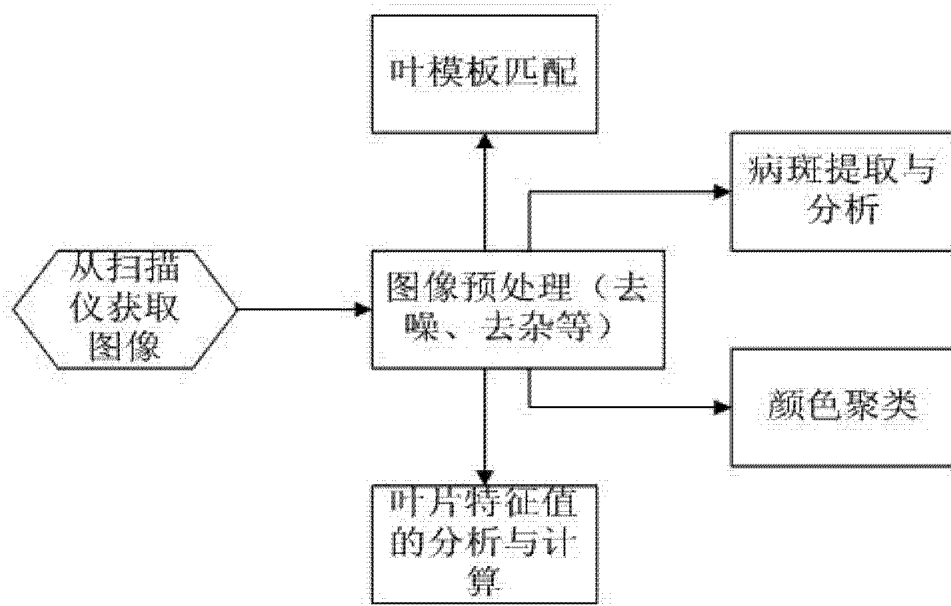 叶模板匹配
病斑提取与
分析
从扫描
仪获取
图像
图像预处理（去
噪、去杂等）
颜色聚类
叶片特征值
的分析与计
算